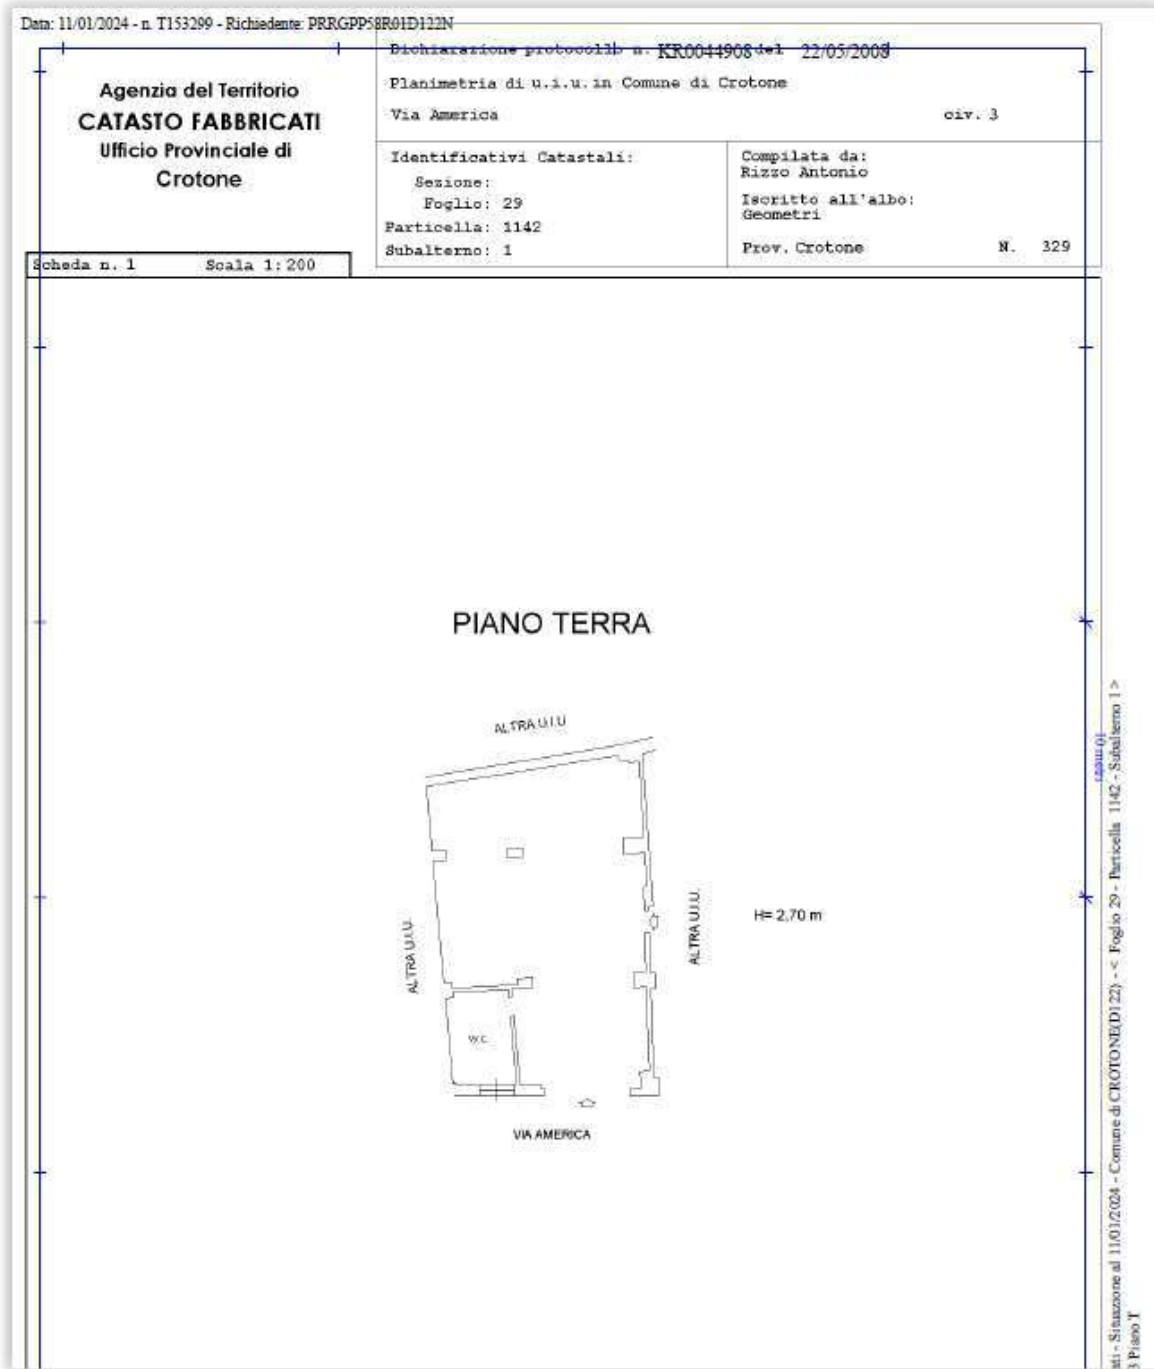 Data: 11/01/2024 - n. T153299 - Richiedente: PRRGPP58R01D122N
Agenzia del Territorio
CATASTO FABBRICATI
Ufficio Provinciale di
Crotone
Dichiarazione protocollo n. KR0044908 del 22/05/2008
Planimetria di u.i.u. in Comune di Crotone
Via America civ. 3
Identificativi Catastali:
Sezione:
Foglio: 29
Particella: 1142
Subalterno: 1
Compilata da:
Rizzo Antonio
Iscritto all'albo:
Geometri
Prov. Crotone N. 329
Scheda n. 1 Scala 1:200
PIANO TERRA
ALTRA U.I.U
ALTRA U.I.U.
ALTRA U.I.U.
H= 2,70 m
W.C.
VIA AMERICA
10 metri
ati - Situazione al 11/01/2024 - Comune di CROTONE(D122) - < Foglio 29 - Particella 1142 - Subalterno 1 >
3 Piano T